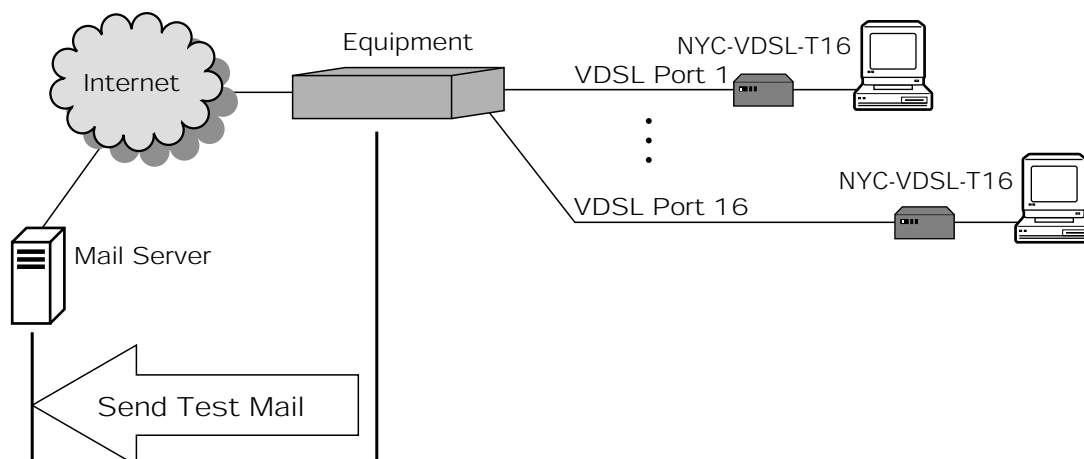 Equipment
NYC-VDSL-T16
Internet
VDSL Port 1
NYC-VDSL-T16
VDSL Port 16
Mail Server
Send Test Mail